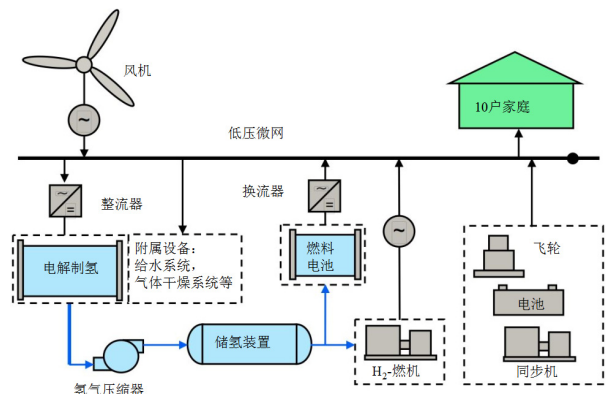 风机
~
10户家庭
低压微网
~
=
整流器
换流器
~
=
~
电解制氢
附属设备：
给水系统，
气体干燥系统等
燃料
电池
飞轮
电池
储氢装置
H₂-燃机
同步机
氢气压缩器